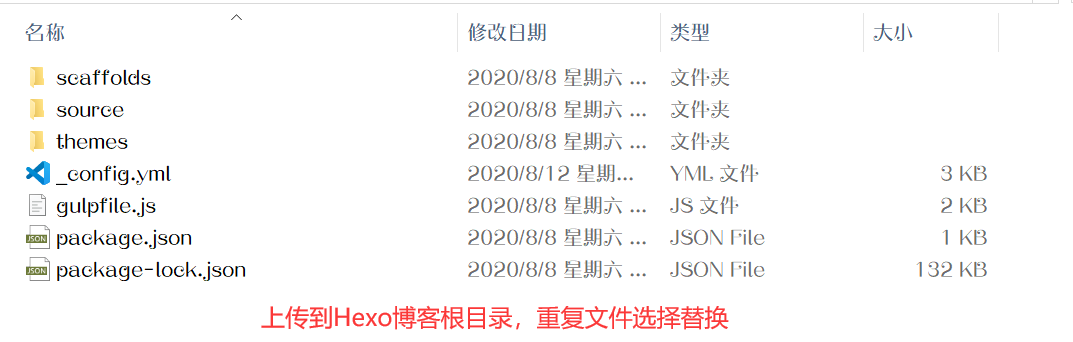 名称 修改日期 类型 大小
scaffolds 2020/8/8 星期六 ... 文件夹
source 2020/8/8 星期六 ... 文件夹
themes 2020/8/8 星期六 ... 文件夹
_config.yml 2020/8/12 星期... YML 文件 3 KB
gulpfile.js 2020/8/8 星期六 ... JS 文件 2 KB
JSON package.json 2020/8/8 星期六 ... JSON File 1 KB
JSON package-lock.json 2020/8/8 星期六 ... JSON File 132 KB
上传到Hexo博客根目录，重复文件选择替换